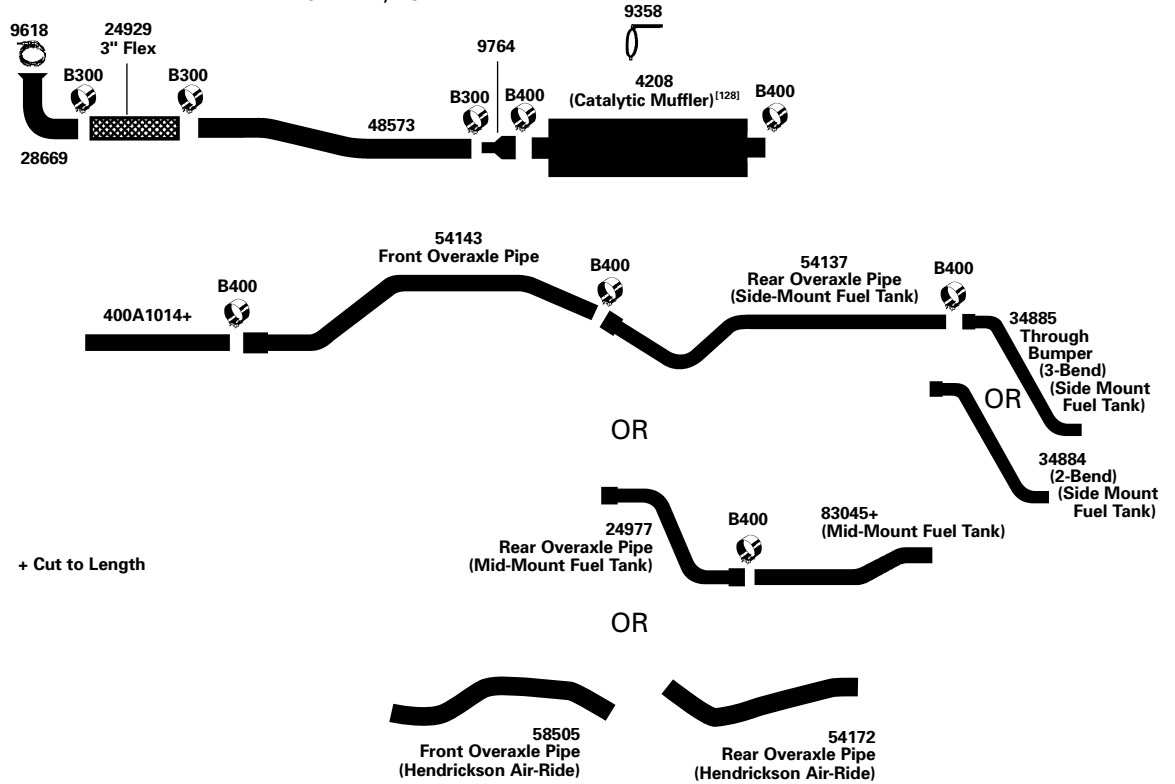 9618
24929
3" Flex
B300
B300
28669
48573
9764
B300
B400
9358
4208
(Catalytic Muffler)[128]
B400
400A1014+
B400
54143
Front Overaxle Pipe
B400
54137
Rear Overaxle Pipe
(Side-Mount Fuel Tank)
B400
34885
Through
Bumper
(3-Bend)
(Side Mount
Fuel Tank)
OR
34884
(2-Bend)
(Side Mount
Fuel Tank)
OR
24977
Rear Overaxle Pipe
(Mid-Mount Fuel Tank)
B400
83045+
(Mid-Mount Fuel Tank)
+ Cut to Length
OR
58505
Front Overaxle Pipe
(Hendrickson Air-Ride)
54172
Rear Overaxle Pipe
(Hendrickson Air-Ride)